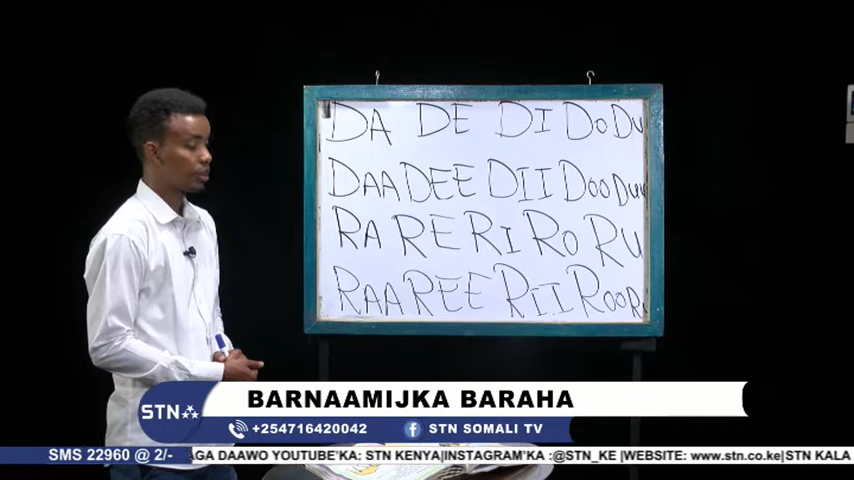 DA DE DI DO DU
DAA DEE DII DOO DUU
RA RE RI RO RU
RAA REE RII ROO R
STN
BARNAAMIJKA BARAHA
+254716420042
STN SOMALI TV
SMS 22960 @ 2/-
AGA DAAWO YOUTUBE'KA: STN KENYA|INSTAGRAM'KA :@STN_KE |WEBSITE: www.stn.co.ke|STN KALA